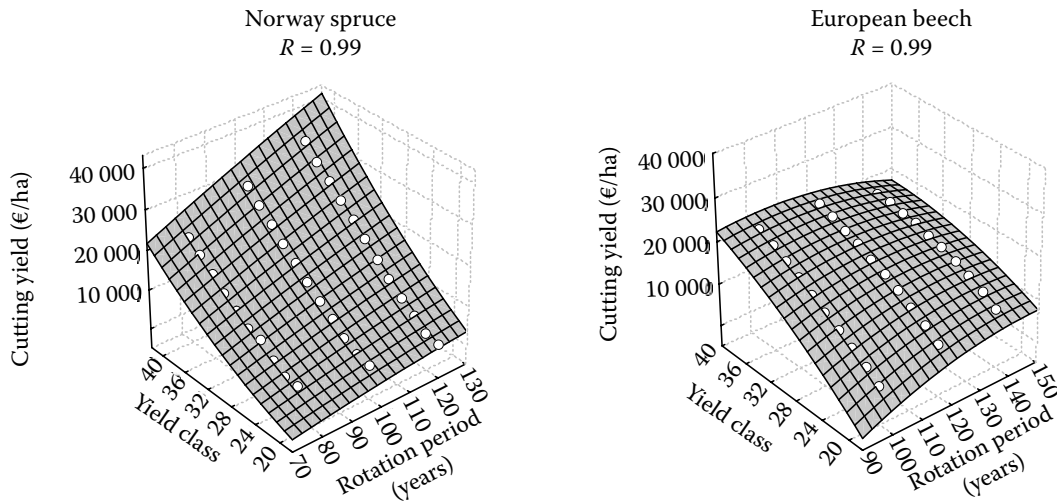 Norway spruce
R = 0.99
Cutting yield (€/ha)
40 000
30 000
20 000
10 000
40
36
32
28
24
20
Yield class
70
80
90
100
110
120
130
Rotation period
(years)
European beech
R = 0.99
Cutting yield (€/ha)
40 000
30 000
20 000
10 000
40
36
32
28
24
20
Yield class
90
100
110
120
130
140
150
Rotation period
(years)